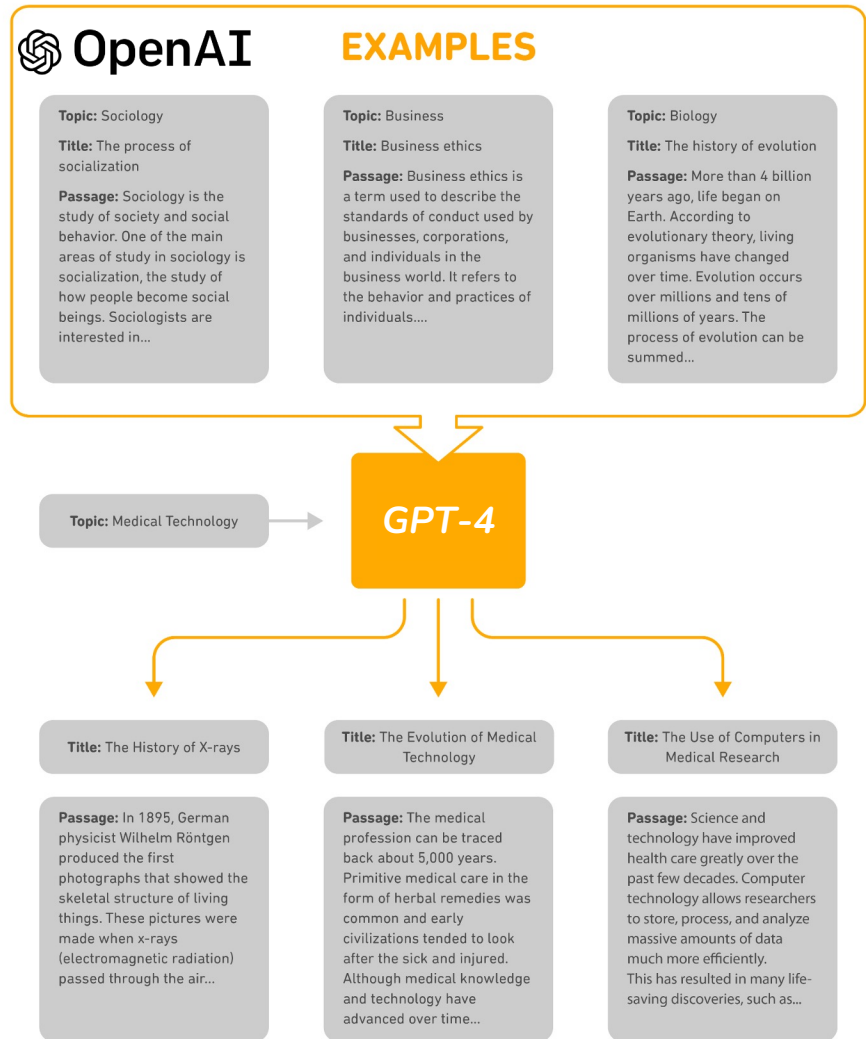 OpenAI
EXAMPLES
Topic: Sociology
Title: The process of
socialization
Passage: Sociology is the
study of society and social
behavior. One of the main
areas of study in sociology is
socialization, the study of
how people become social
beings. Sociologists are
interested in...
Topic: Business
Title: Business ethics
Passage: Business ethics is
a term used to describe the
standards of conduct used by
businesses, corporations,
and individuals in the
business world. It refers to
the behavior and practices of
individuals....
Topic: Biology
Title: The history of evolution
Passage: More than 4 billion
years ago, life began on
Earth. According to
evolutionary theory, living
organisms have changed
over time. Evolution occurs
over millions and tens of
millions of years. The
process of evolution can be
summed...
Topic: Medical Technology
GPT-4
Title: The History of X-rays
Passage: In 1895, German
physicist Wilhelm Röntgen
produced the first
photographs that showed the
skeletal structure of living
things. These pictures were
made when x-rays
(electromagnetic radiation)
passed through the air...
Title: The Evolution of Medical
Technology
Passage: The medical
profession can be traced
back about 5,000 years.
Primitive medical care in the
form of herbal remedies was
common and early
civilizations tended to look
after the sick and injured.
Although medical knowledge
and technology have
advanced over time...
Title: The Use of Computers in
Medical Research
Passage: Science and
technology have improved
health care greatly over the
past few decades. Computer
technology allows researchers
to store, process, and analyze
massive amounts of data
much more efficiently.
This has resulted in many life-
saving discoveries, such as...